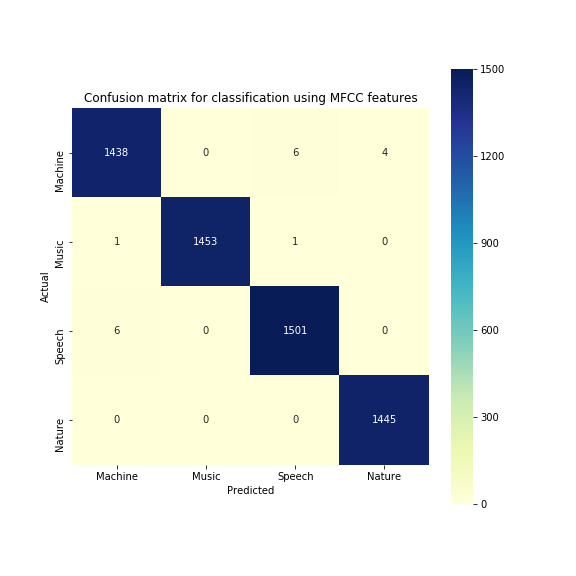 Confusion matrix for classification using MFCC features
Machine 1438 0 6 4
Music 1 1453 1 0
Speech 6 0 1501 0
Nature 0 0 0 1445
Actual
Machine Music Speech Nature
Predicted
1500
1200
900
600
300
0